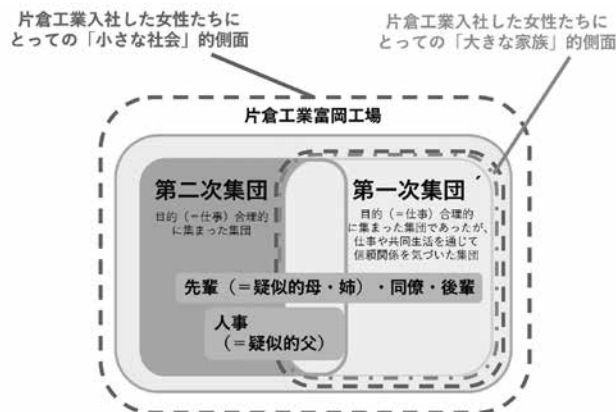 片倉工業入社した女性たちに
とっての「小さな社会」的側面
片倉工業入社した女性たちに
とっての「大きな家族」的側面
片倉工業富岡工場
第二次集団
目的（＝仕事）合理的
に集まった集団
第一次集団
目的（＝仕事）合理的
に集まった集団であったが、
仕事や共同生活を通じて
信頼関係を気づいた集団
先輩（＝疑似的母・姉）・同僚・後輩
人事
（＝疑似的父）